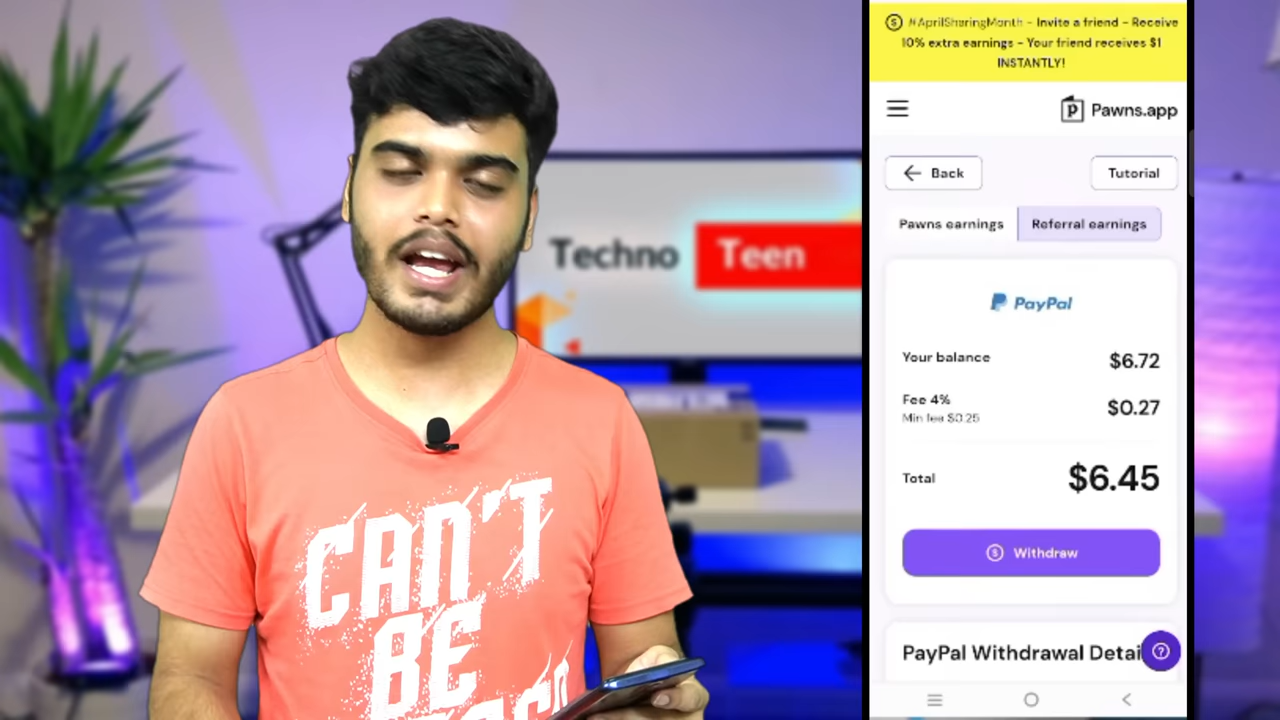 Techno Teen
CAN'T
BE
#AprilSharingMonth - Invite a friend - Receive
10% extra earnings - Your friend receives $1
INSTANTLY!
Pawns.app
Back
Tutorial
Pawns earnings
Referral earnings
PayPal
Your balance
$6.72
Fee 4%
Min fee $0.25
$0.27
Total
$6.45
Withdraw
PayPal Withdrawal Detai
?